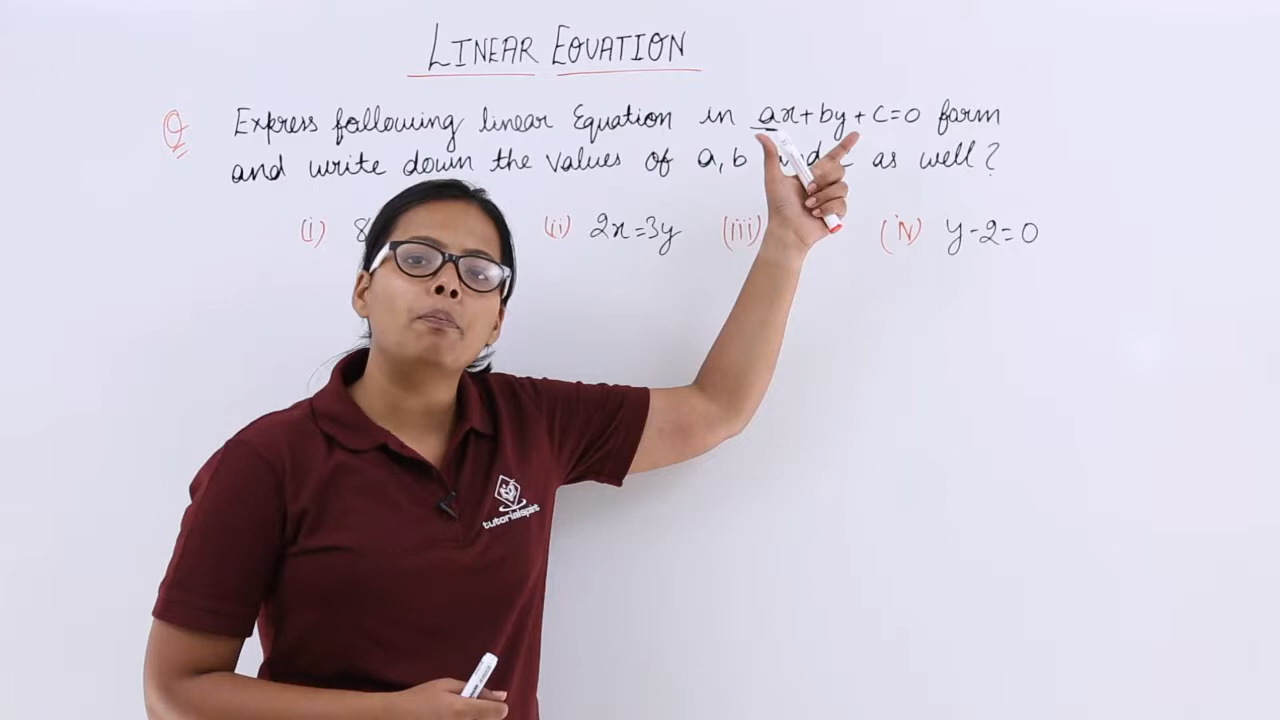 LINEAR EQUATION
Q Express following linear Equation in ax+by+c=0 form
and write down the values of a, b as well?
(i) 8 (ii) 2x=3y (iii) (iv) y-2=0
tutorialspoint